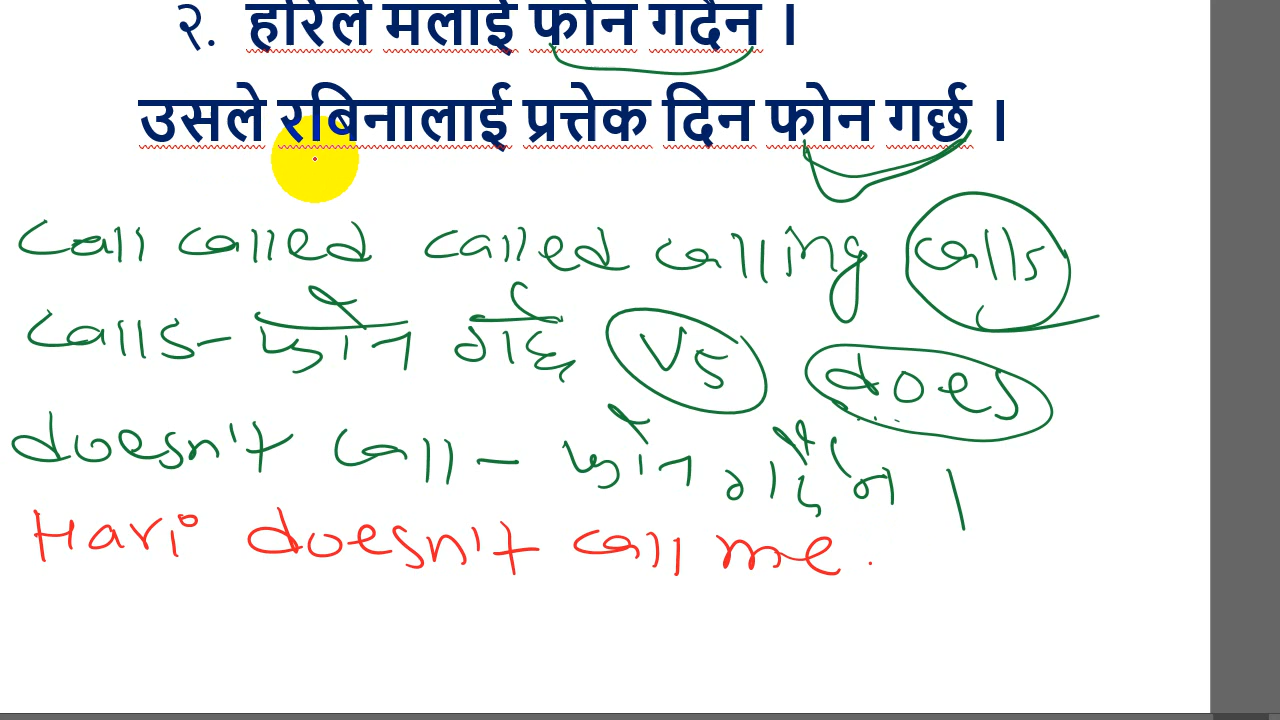 २. हरिले मलाई फोन गर्दैन ।
उसले रबिनालाई प्रत्तेक दिन फोन गर्छ ।
call called called calling calls
calls- फोन गर्छ V5 does
doesn't call - फोन गर्दैन ।
Hari doesn't call me.